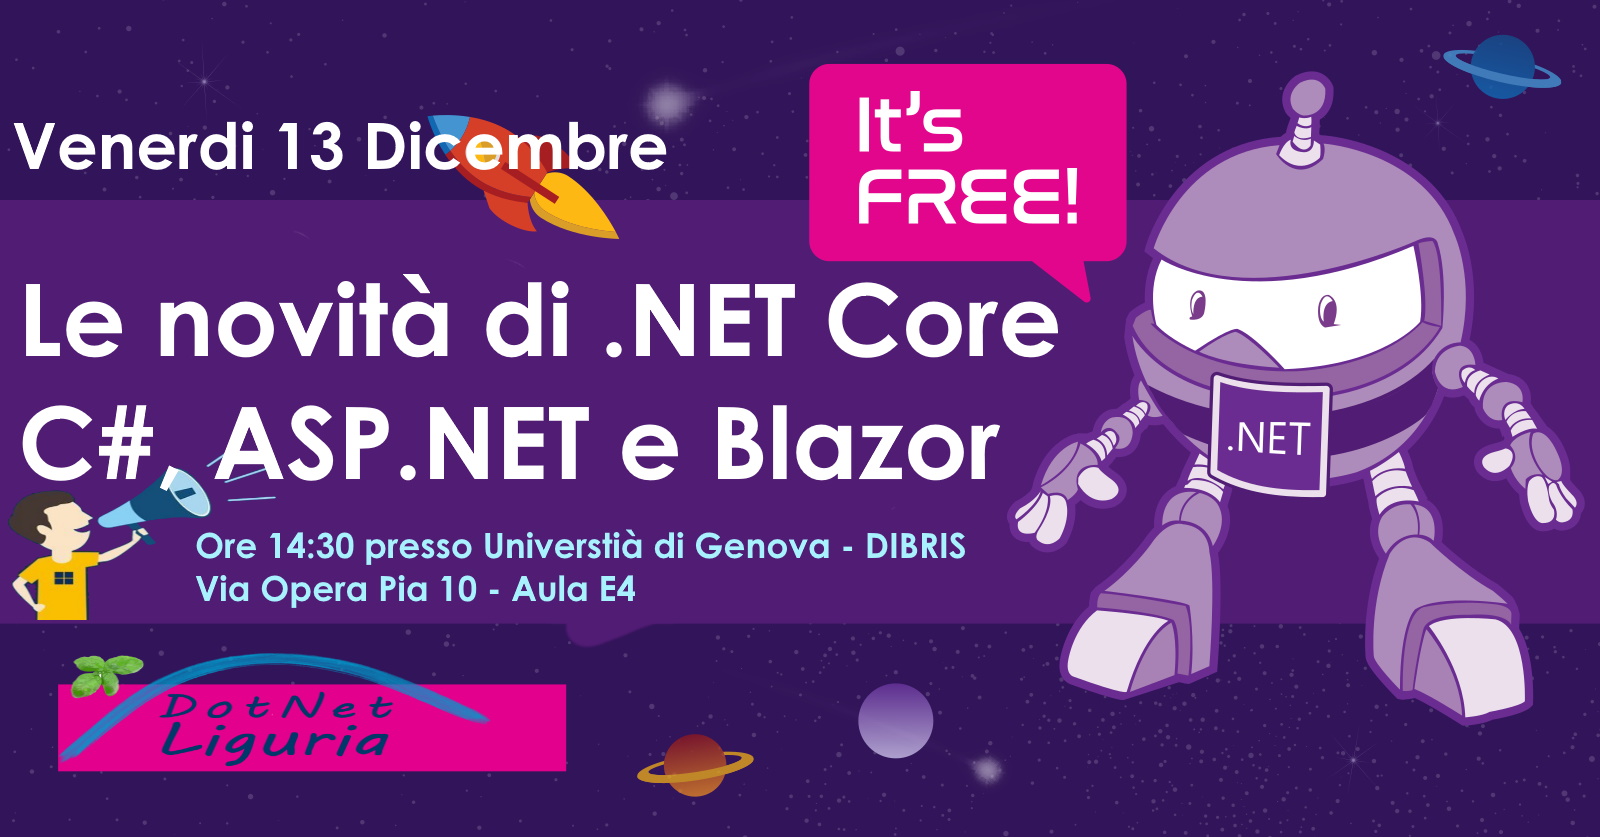 Venerdi 13 Dicembre
It's
FREE!
Le novità di .NET Core
C# ASP.NET e Blazor
.NET
Ore 14:30 presso Universtià di Genova - DIBRIS
Via Opera Pia 10 - Aula E4
DotNet
Liguria